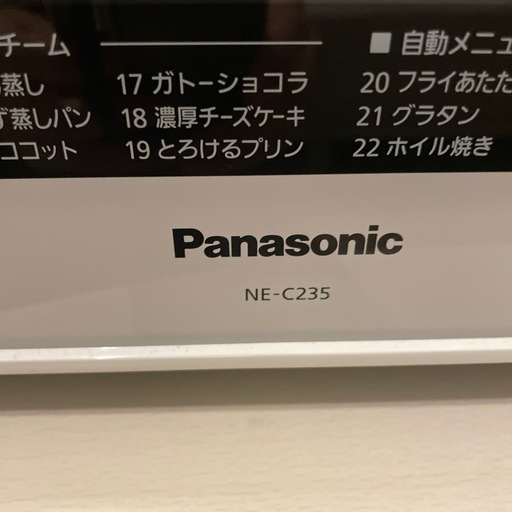 チーム
■ 自動メニュ
蒸し
17 ガトーショコラ
20 フライあたた
ず蒸しパン
18 濃厚チーズケーキ
21 グラタン
ココット
19 とろけるプリン
22 ホイル焼き
Panasonic
NE-C235